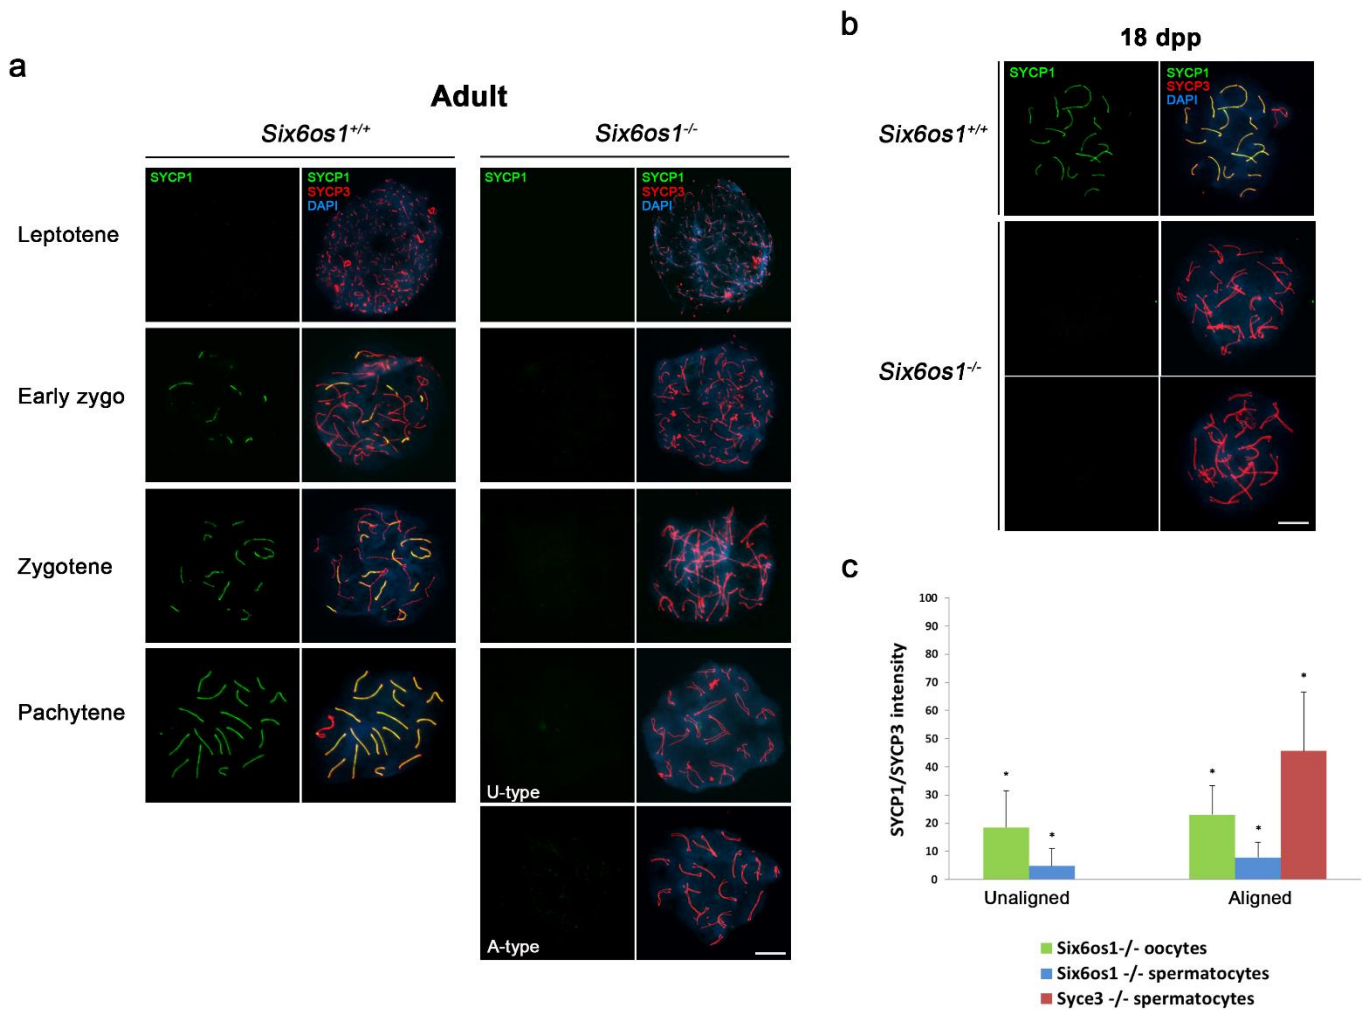 a
Adult
Six6os1+/+
Six6os1-/-
SYCP1
SYCP1
SYCP3
DAPI
SYCP1
SYCP1
SYCP3
DAPI
Leptotene
Early zygo
Zygotene
Pachytene
U-type
A-type
b
18 dpp
SYCP1
SYCP1
SYCP3
DAPI
Six6os1+/+
Six6os1-/-
c
SYCP1/SYCP3 intensity
100
90
80
70
60
50
40
30
20
10
0
*
*
*
*
*
Unaligned
Aligned
Six6os1-/- oocytes
Six6os1 -/- spermatocytes
Syce3 -/- spermatocytes